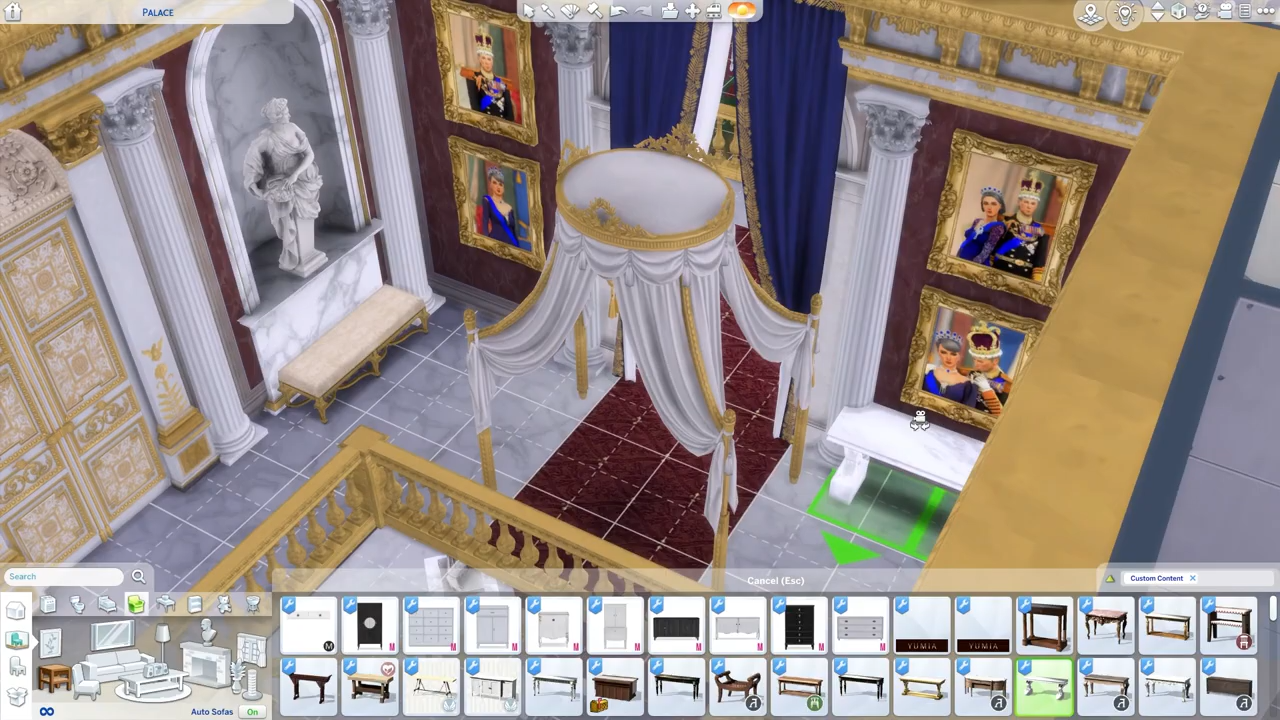 PALACE
Search
Cancel (Esc)
Custom Content
M
M
M
M
M
M
M
M
M
M
YUMIA
YUMIA
Auto Sofas
On